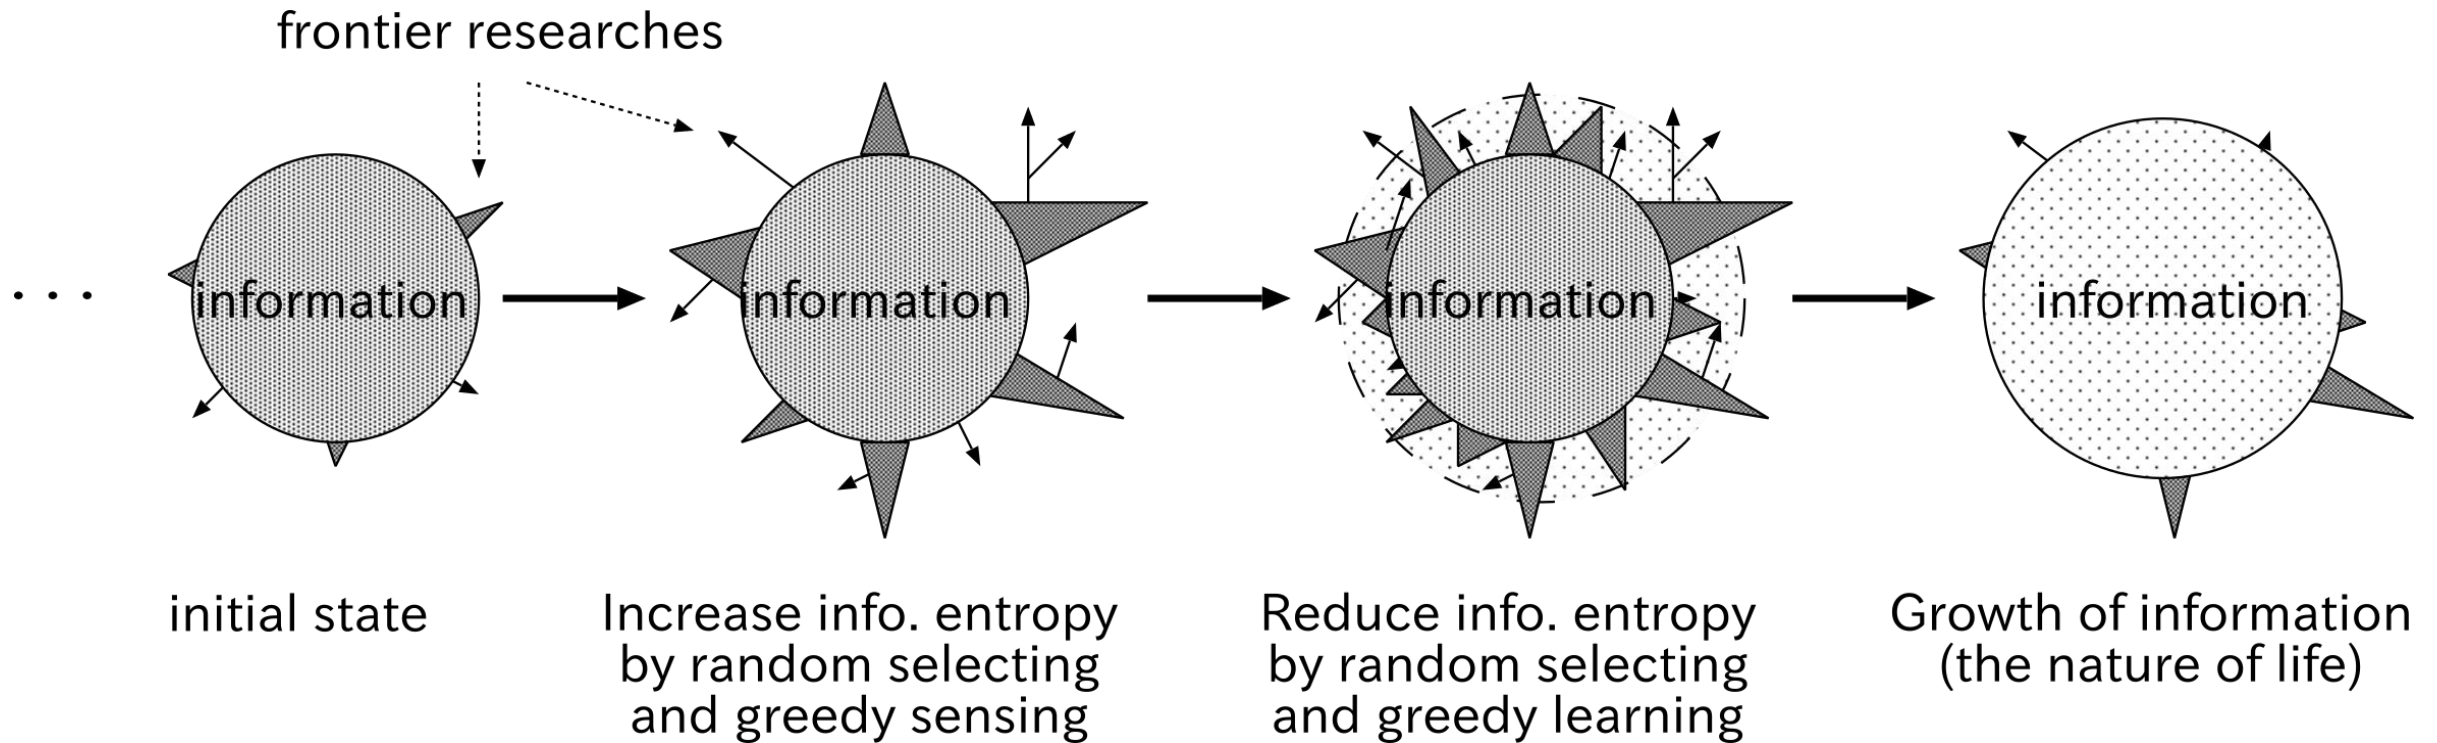 frontier researches
information
information
information
information
initial state
Increase info. entropy
by random selecting
and greedy sensing
Reduce info. entropy
by random selecting
and greedy learning
Growth of information
(the nature of life)